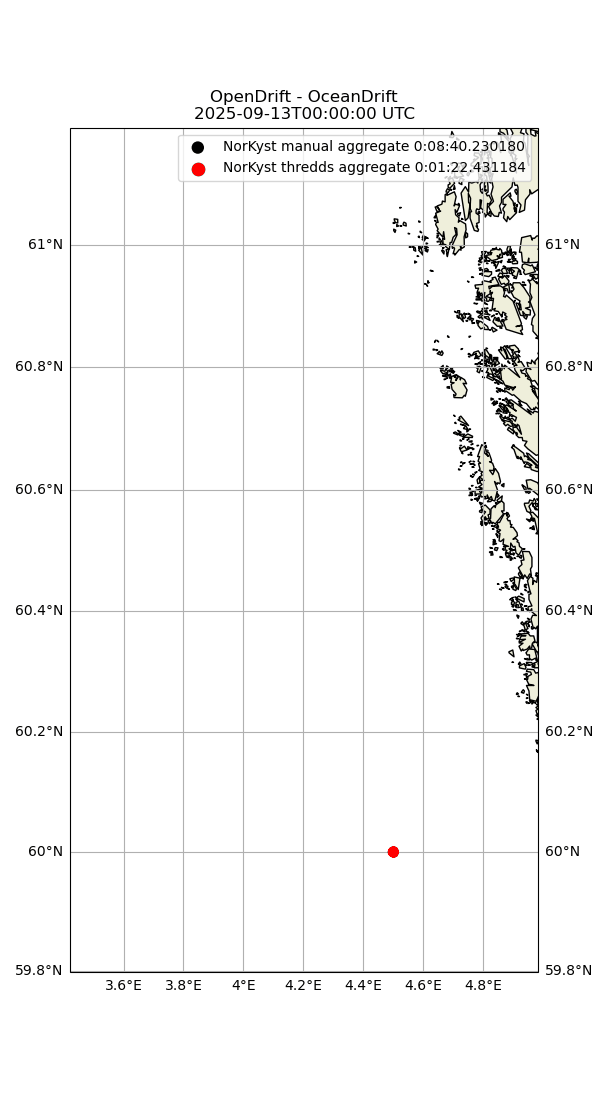 OpenDrift - OceanDrift
2025-09-13T00:00:00 UTC
NorKyst manual aggregate 0:08:40.230180
NorKyst thredds aggregate 0:01:22.431184
61°N 61°N
60.8°N 60.8°N
60.6°N 60.6°N
60.4°N 60.4°N
60.2°N 60.2°N
60°N 60°N
59.8°N 59.8°N
3.6°E 3.8°E 4°E 4.2°E 4.4°E 4.6°E 4.8°E